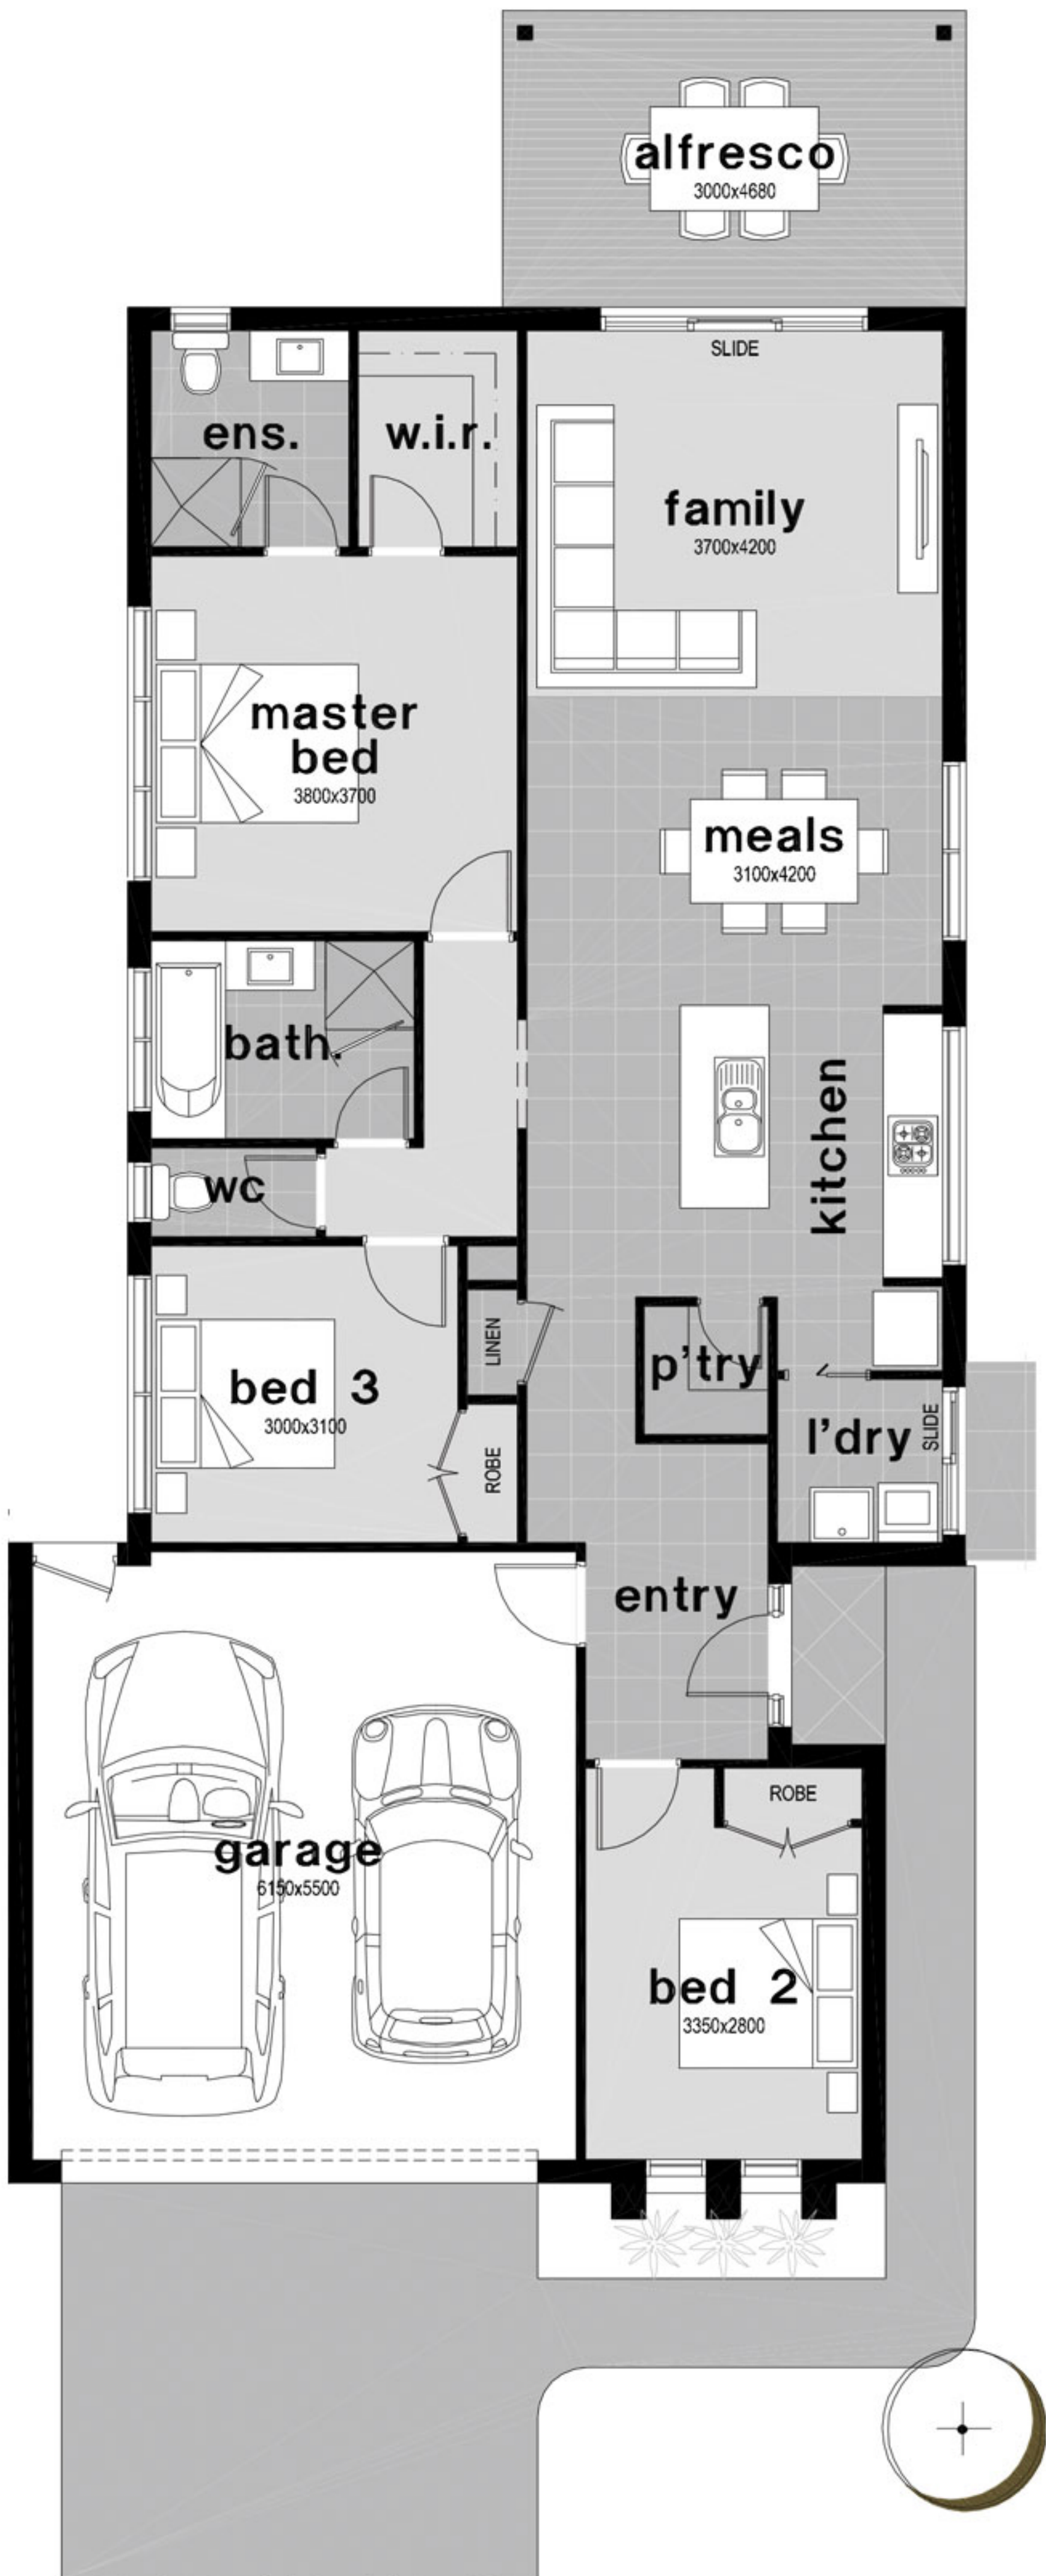 alfresco
3000x4680
SLIDE
ens.
w.i.r.
family
3700x4200
master
bed
3800x3700
meals
3100x4200
bath.
kitchen
wc
LINEN
p'try
bed 3
3000x3100
l'dry
SLIDE
ROBE
entry
ROBE
garage
6150x5500
bed 2
3350x2800